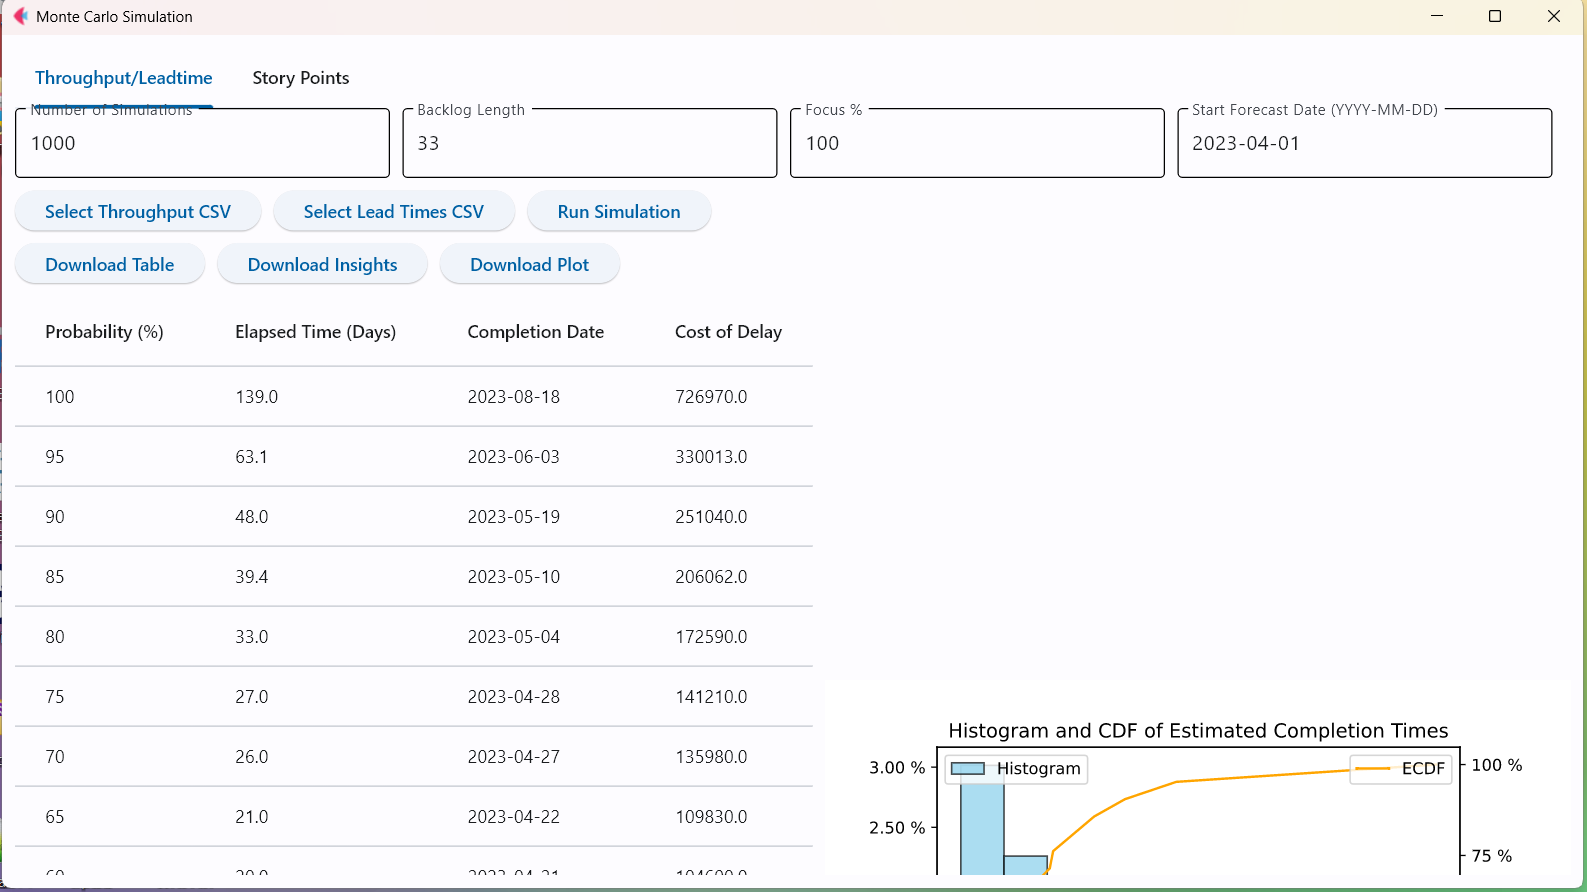 Monte Carlo Simulation
Throughput/Leadtime Story Points
Number of Simulations Backlog Length Focus % Start Forecast Date (YYYY-MM-DD)
1000 33 100 2023-04-01
Select Throughput CSV Select Lead Times CSV Run Simulation
Download Table Download Insights Download Plot
Probability (%) Elapsed Time (Days) Completion Date Cost of Delay
100 139.0 2023-08-18 726970.0
95 63.1 2023-06-03 330013.0
90 48.0 2023-05-19 251040.0
85 39.4 2023-05-10 206062.0
80 33.0 2023-05-04 172590.0
75 27.0 2023-04-28 141210.0
70 26.0 2023-04-27 135980.0
65 21.0 2023-04-22 109830.0
Histogram and CDF of Estimated Completion Times
3.00 % Histogram ECDF 100 %
2.50 %
75 %